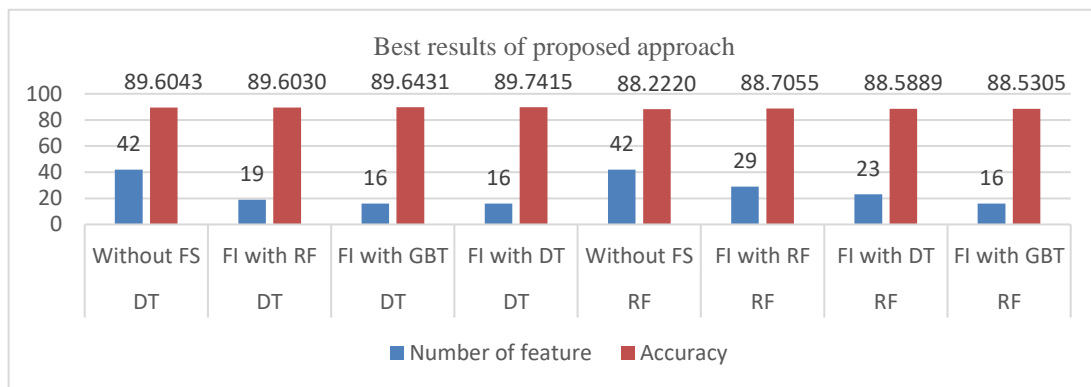 Best results of proposed approach
89.6043 89.6030 89.6431 89.7415 88.2220 88.7055 88.5889 88.5305
100
80
60
40
20
0
42 19 16 16 42 29 23 16
Without FS FI with RF FI with GBT FI with DT Without FS FI with RF FI with DT FI with GBT
DT DT DT DT RF RF RF RF
Number of feature Accuracy